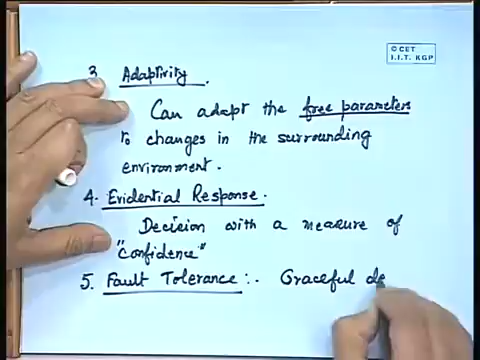 © CET
I.I.T. KGP
3. Adaptivity.
Can adapt the free parameters
to changes in the surrounding
environment.
4. Evidential Response.
Decision with a measure of
"confidence"
5. Fault Tolerance :- Graceful de